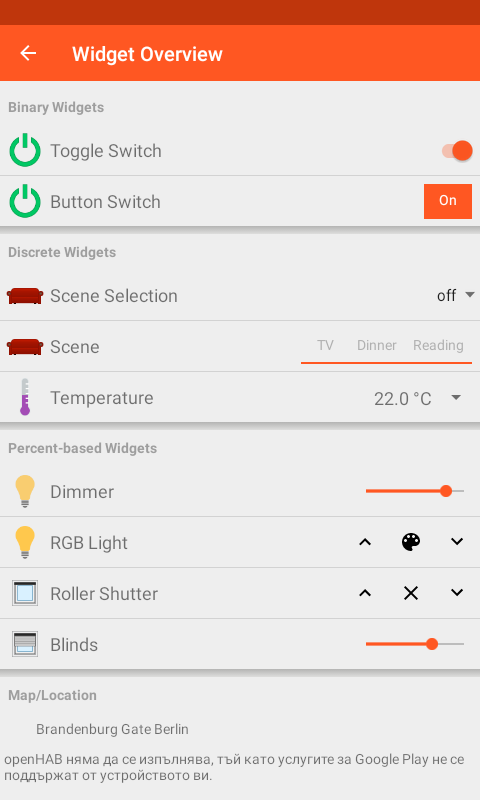 Widget Overview
Binary Widgets
Toggle Switch
Button Switch
On
Discrete Widgets
Scene Selection
off
Scene
TV Dinner Reading
Temperature
22.0 °C
Percent-based Widgets
Dimmer
RGB Light
Roller Shutter
Blinds
Map/Location
Brandenburg Gate Berlin
openHAB няма да се изпълнява, тъй като услугите за Google Play не се
поддържат от устройството ви.